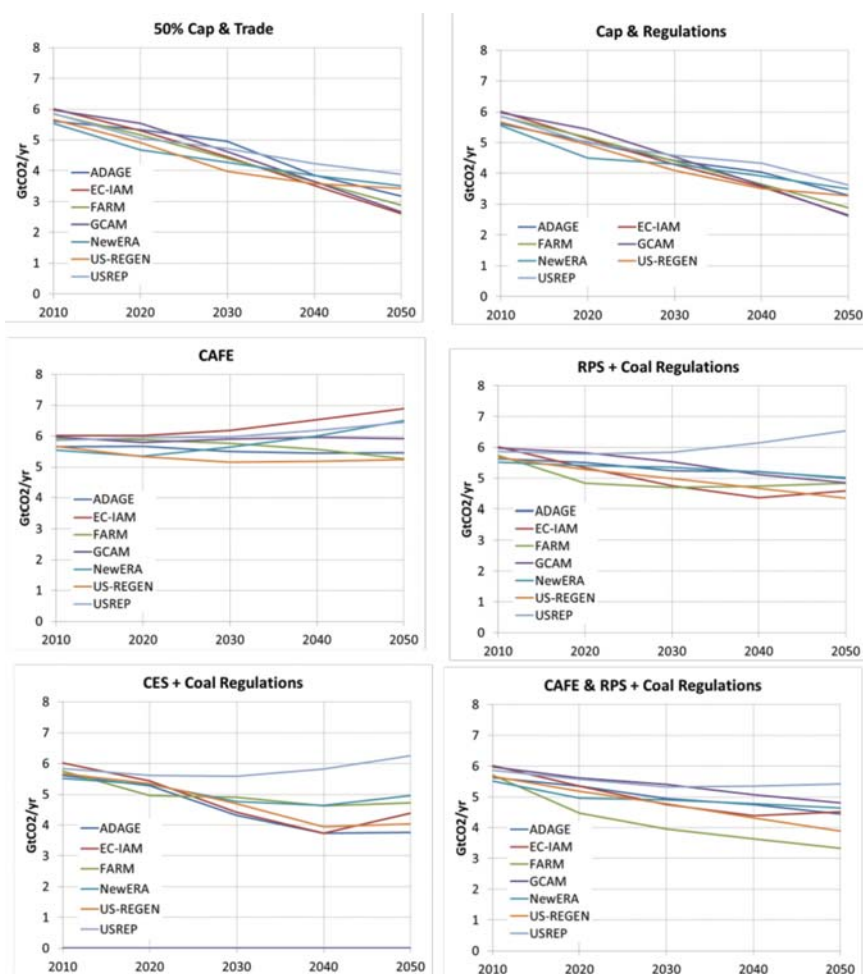 50% Cap & Trade
8
7
6
5
4
3
2
1
0
GtCO2/yr
ADAGE
EC-IAM
FARM
GCAM
NewERA
US-REGEN
USREP
2010 2020 2030 2040 2050
Cap & Regulations
8
7
6
5
4
3
2
1
0
GtCO2/yr
ADAGE EC-IAM
FARM GCAM
NewERA US-REGEN
USREP
2010 2020 2030 2040 2050
CAFE
8
7
6
5
4
3
2
1
0
GtCO2/yr
ADAGE
EC-IAM
FARM
GCAM
NewERA
US-REGEN
USREP
2010 2020 2030 2040 2050
RPS + Coal Regulations
8
7
6
5
4
3
2
1
0
GtCO2/yr
ADAGE
EC-IAM
FARM
GCAM
NewERA
US-REGEN
USREP
2010 2020 2030 2040 2050
CES + Coal Regulations
8
7
6
5
4
3
2
1
0
GtCO2/yr
ADAGE
EC-IAM
FARM
NewERA
US-REGEN
USREP
2010 2020 2030 2040 2050
CAFE & RPS + Coal Regulations
8
7
6
5
4
3
2
1
0
GtCO2/yr
ADAGE
EC-IAM
FARM
GCAM
NewERA
US-REGEN
USREP
2010 2020 2030 2040 2050